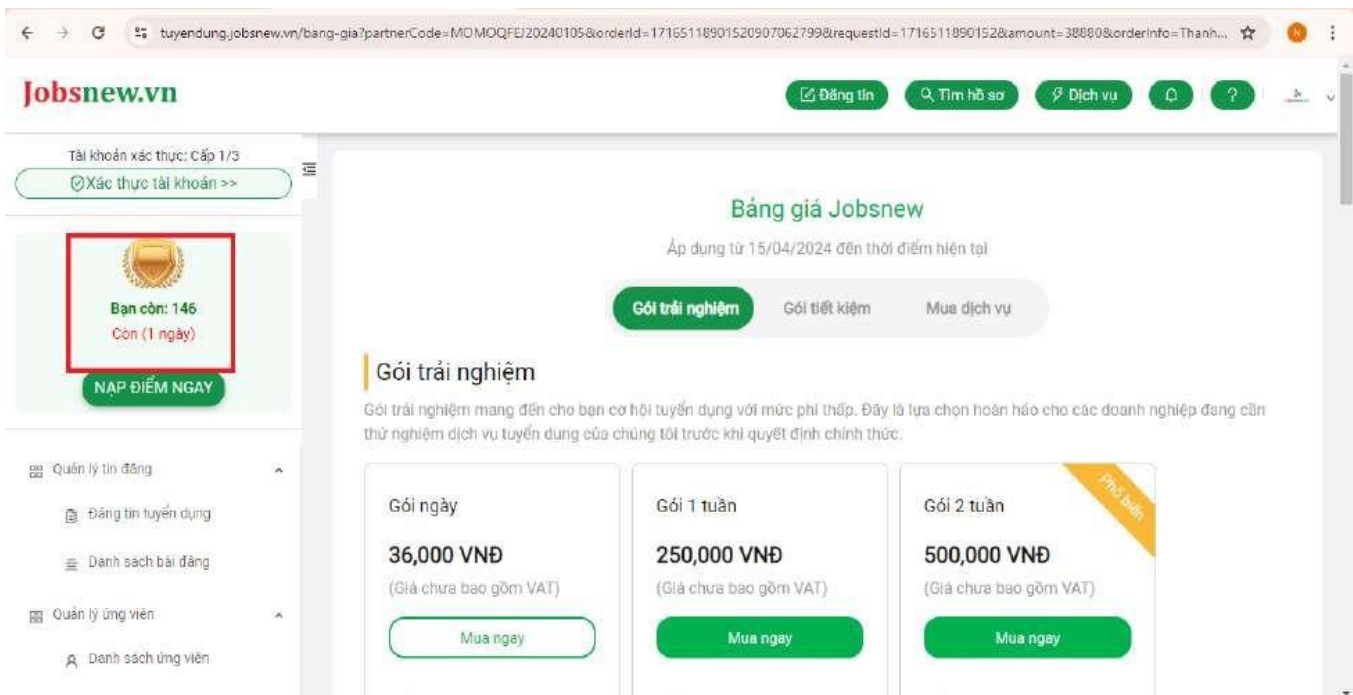 tuyendung.jobsnew.vn/bang-gia?partnerCode=MOMOQFEJ20240105&orderId=17165118901520907062799&requestId=1716511890152&amount=38880&orderInfo=Thanh...
N
Jobsnew.vn
Đăng tin
Tìm hồ sơ
Dịch vụ
?
Tài khoản xác thực: Cấp 1/3
Xác thực tài khoản >>
Bạn còn: 146
Còn (1 ngày)
NẠP ĐIỂM NGAY
Quản lý tin đăng
Đăng tin tuyển dụng
Danh sách bài đăng
Quản lý ứng viên
Danh sách ứng viên
Bảng giá Jobsnew
Áp dụng từ 15/04/2024 đến thời điểm hiện tại
Gói trải nghiệm
Gói tiết kiệm
Mua dịch vụ
Gói trải nghiệm
Gói trải nghiệm mang đến cho bạn cơ hội tuyển dụng với mức phí thấp. Đây là lựa chọn hoàn hảo cho các doanh nghiệp đang cần
thử nghiệm dịch vụ tuyển dụng của chúng tôi trước khi quyết định chính thức.
Gói ngày
36,000 VNĐ
(Giá chưa bao gồm VAT)
Mua ngay
Gói 1 tuần
250,000 VNĐ
(Giá chưa bao gồm VAT)
Mua ngay
Phổ biến
Gói 2 tuần
500,000 VNĐ
(Giá chưa bao gồm VAT)
Mua ngay